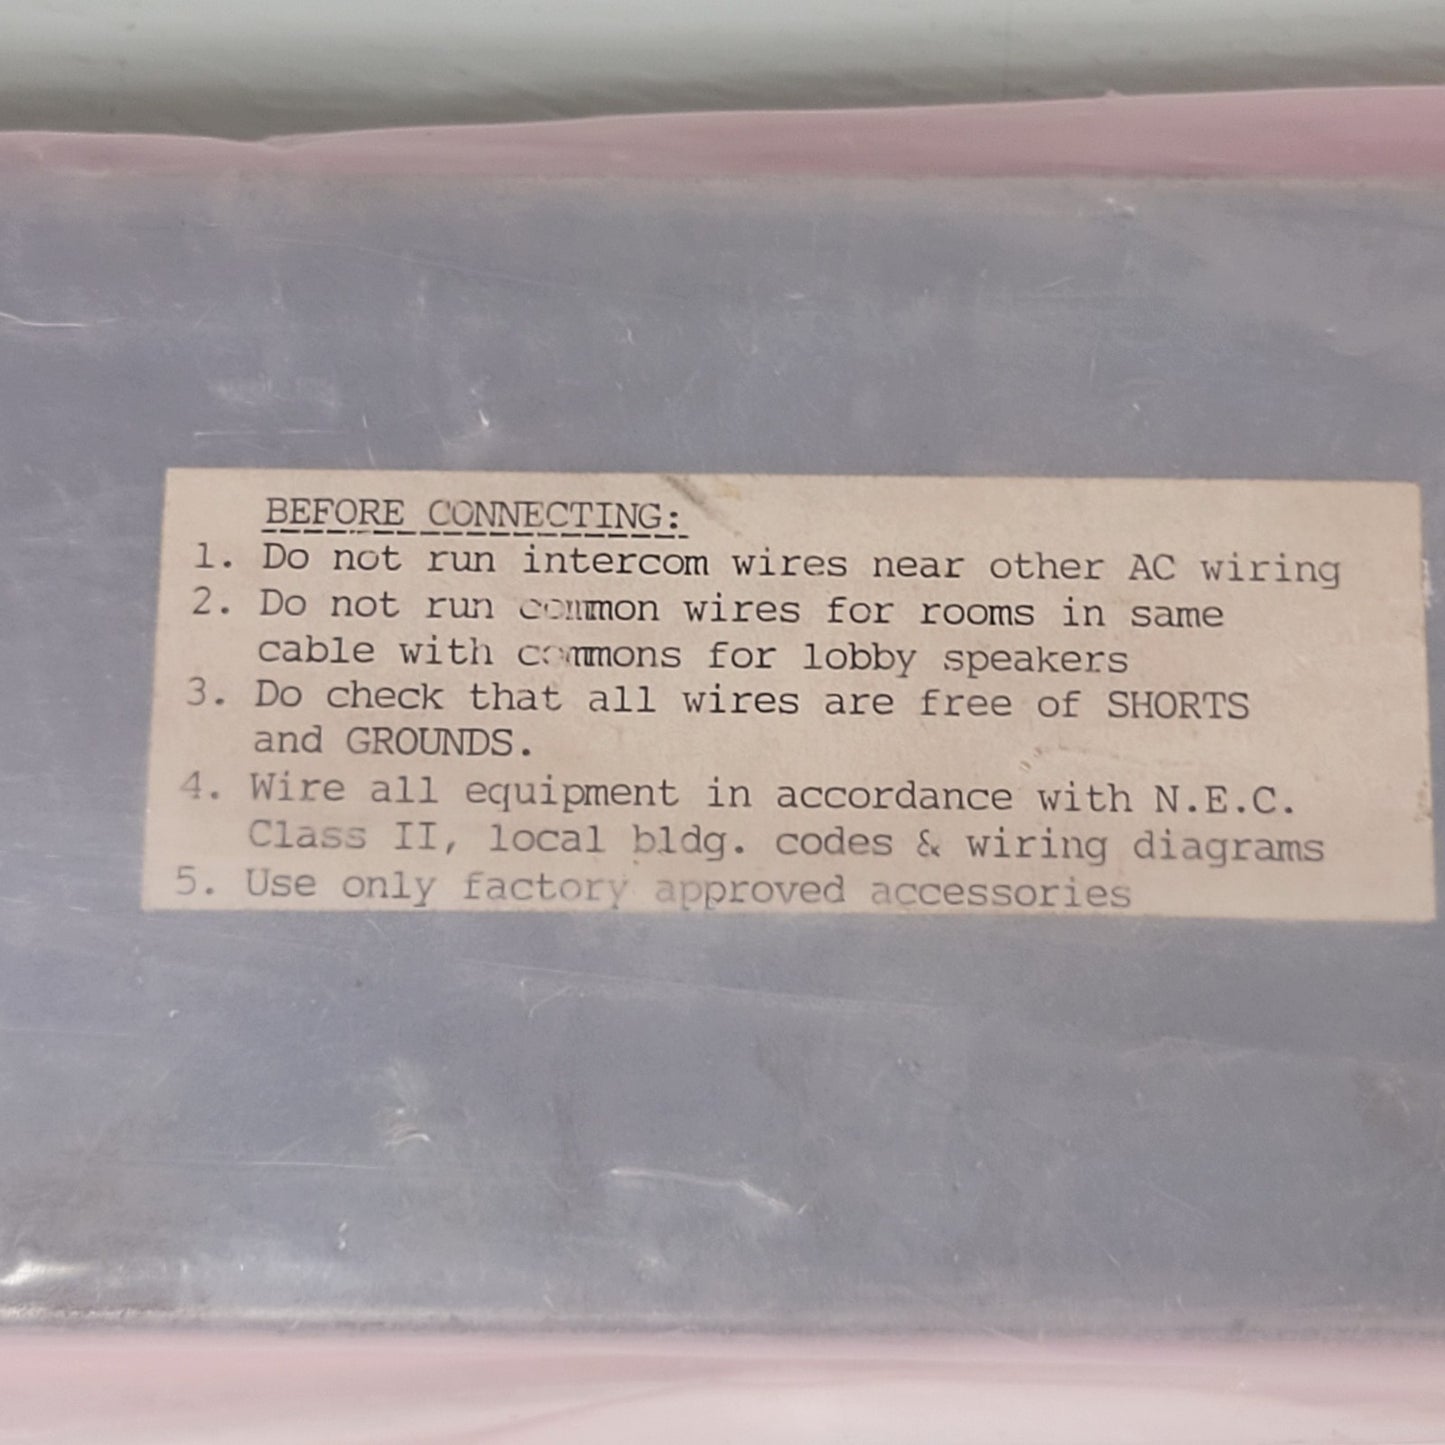 BEFORE CONNECTING:
1. Do not run intercom wires near other AC wiring
2. Do not run common wires for rooms in same
cable with commons for lobby speakers
3. Do check that all wires are free of SHORTS
and GROUNDS.
4. Wire all equipment in accordance with N.E.C.
Class II, local bldg. codes & wiring diagrams
5. Use only factory approved accessories